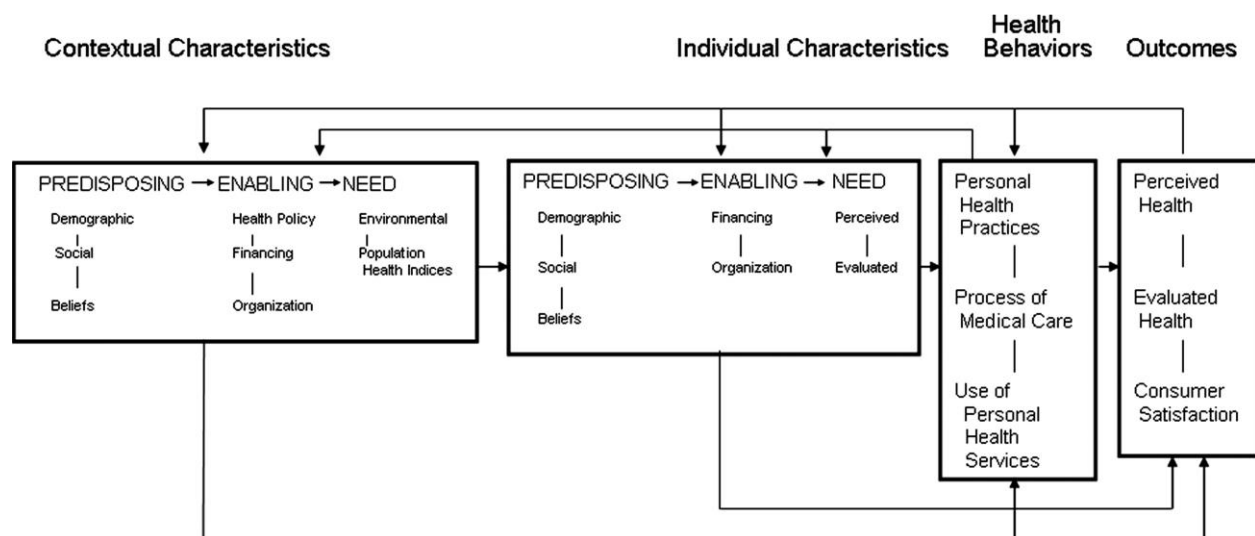 Contextual Characteristics
Individual Characteristics
Health
Behaviors
Outcomes
PREDISPOSING
ENABLING
NEED
Demographic
Social
Beliefs
Health Policy
Financing
Organization
Environmental
Population
Health Indices
PREDISPOSING
ENABLING
NEED
Demographic
Social
Beliefs
Financing
Organization
Perceived
Evaluated
Personal
Health
Practices
Process of
Medical Care
Use of
Personal
Health
Services
Perceived
Health
Evaluated
Health
Consumer
Satisfaction